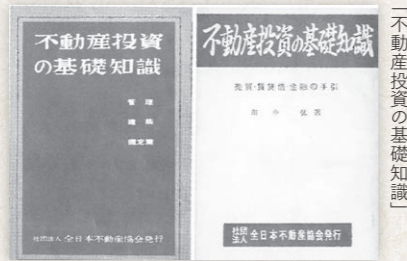 不動産投資
の基礎知識
管理
建築
鑑定篇
社団法人 全日本不動産協会発行
不動産投資の基礎知識
売買・賃貸借・金融の手引
社団法人 全日本不動産協会発行
「不動産投資の基礎知識」